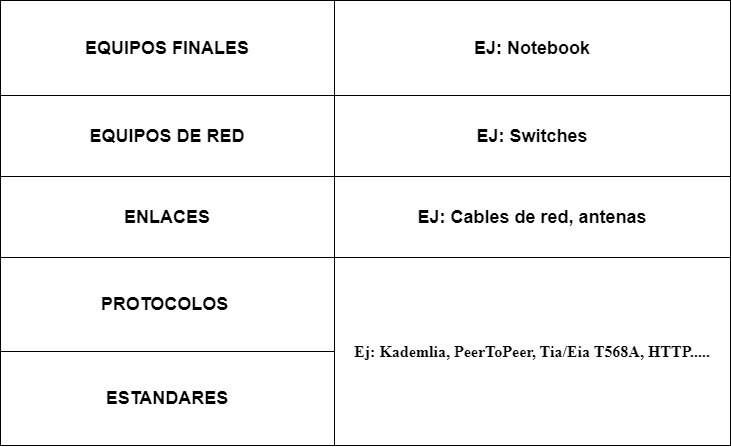 EQUIPOS FINALES
EJ: Notebook
EQUIPOS DE RED
EJ: Switches
ENLACES
EJ: Cables de red, antenas
PROTOCOLOS
Ej: Kademlia, PeerToPeer, Tia/Eia T568A, HTTP.....
ESTANDARES